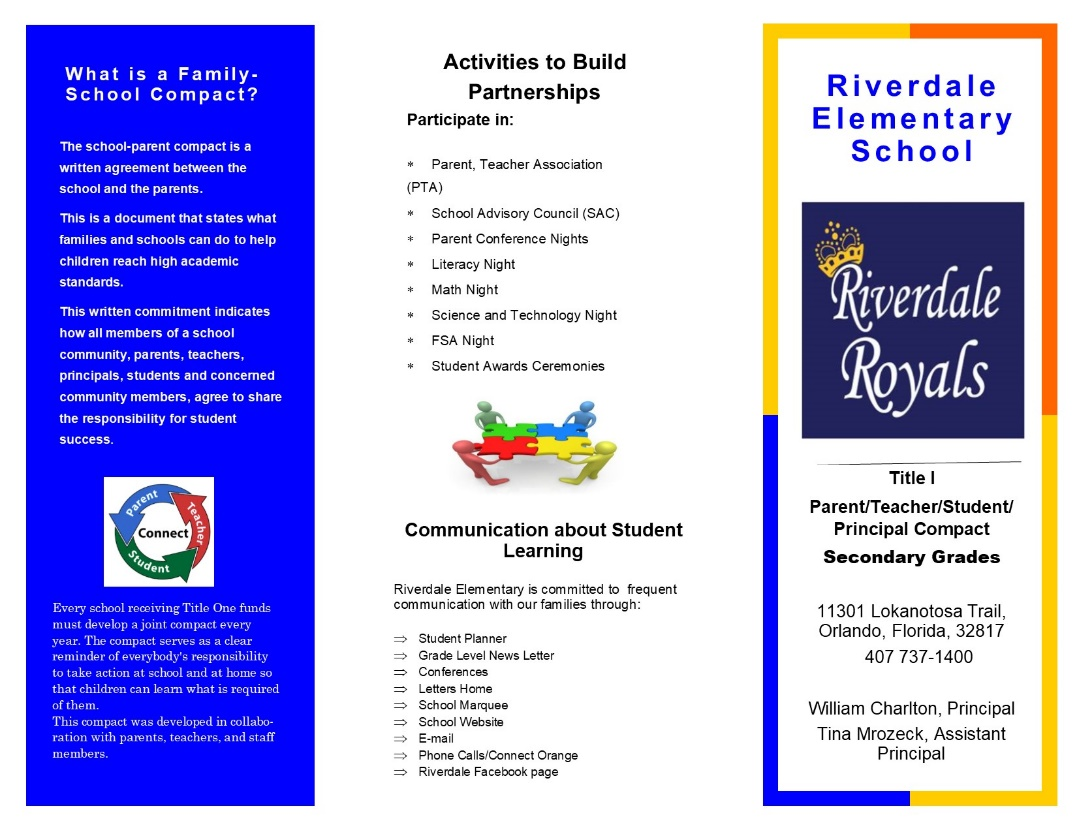 What is a Family-
School Compact?
The school-parent compact is a
written agreement between the
school and the parents.
This is a document that states what
families and schools can do to help
children reach high academic
standards.
This written commitment indicates
how all members of a school
community, parents, teachers,
principals, students and concerned
community members, agree to share
the responsibility for student
success.
Parent
Teacher
Connect
Student
Every school receiving Title One funds
must develop a joint compact every
year. The compact serves as a clear
reminder of everybody's responsibility
to take action at school and at home so
that children can learn what is required
of them.
This compact was developed in collabo-
ration with parents, teachers, and staff
members.
Activities to Build
Partnerships
Participate in:
* Parent, Teacher Association
(PTA)
* School Advisory Council (SAC)
* Parent Conference Nights
* Literacy Night
* Math Night
* Science and Technology Night
* FSA Night
* Student Awards Ceremonies
Communication about Student
Learning
Riverdale Elementary is committed to frequent
communication with our families through:
⇒ Student Planner
⇒ Grade Level News Letter
⇒ Conferences
⇒ Letters Home
⇒ School Marquee
⇒ School Website
⇒ E-mail
⇒ Phone Calls/Connect Orange
⇒ Riverdale Facebook page
Riverdale
Elementary
School
Riverdale
Royals
Title I
Parent/Teacher/Student/
Principal Compact
Secondary Grades
11301 Lokanotosa Trail,
Orlando, Florida, 32817
407 737-1400
William Charlton, Principal
Tina Mrozeck, Assistant
Principal